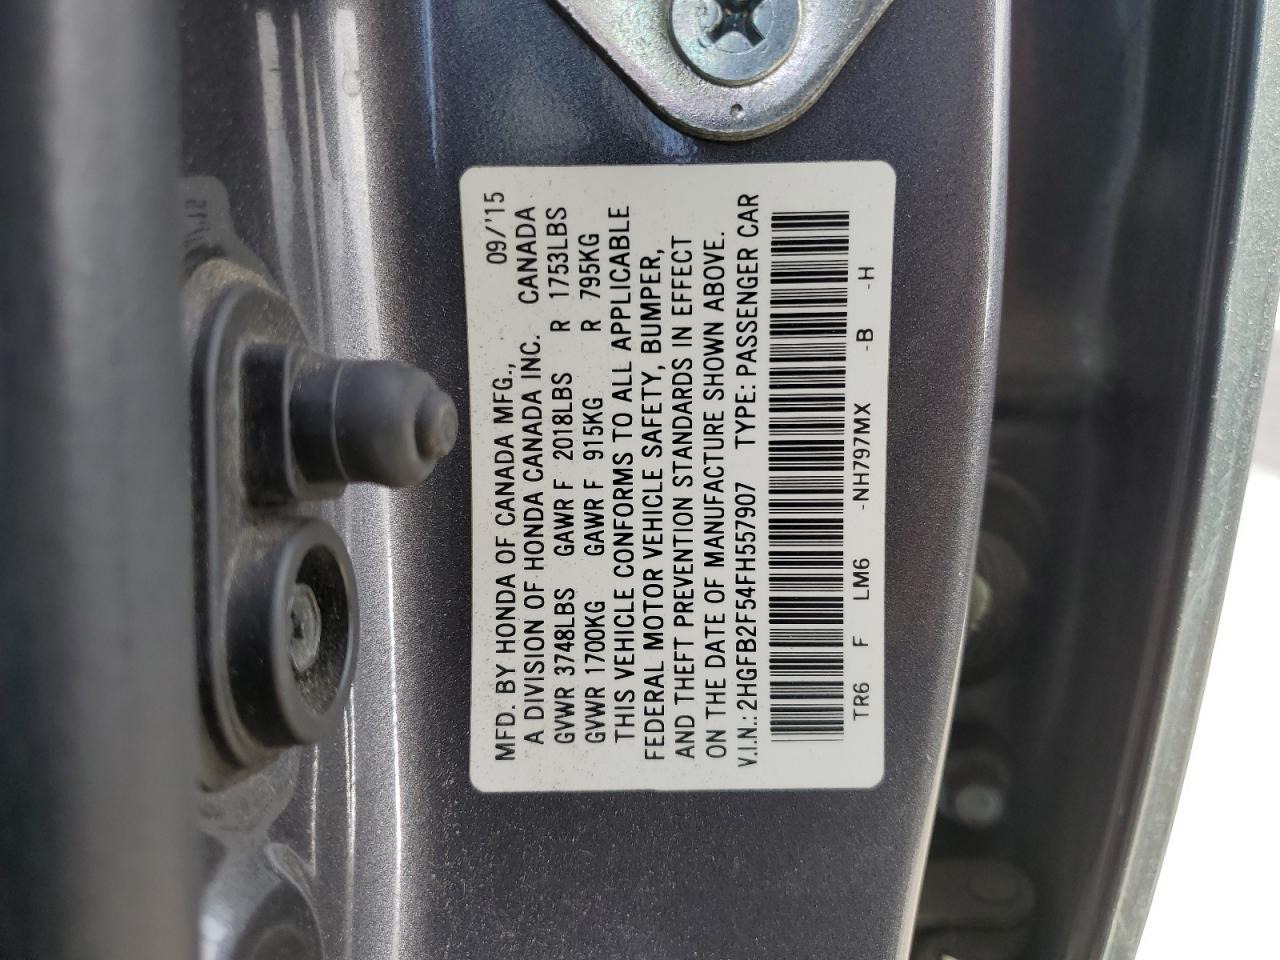 MFD. BY HONDA OF CANADA MFG., 09/'15
A DIVISION OF HONDA CANADA INC. CANADA
GVWR 3748LBS GAWR F 2018LBS R 1753LBS
GVWR 1700KG GAWR F 915KG R 795KG
THIS VEHICLE CONFORMS TO ALL APPLICABLE
FEDERAL MOTOR VEHICLE SAFETY, BUMPER,
AND THEFT PREVENTION STANDARDS IN EFFECT
ON THE DATE OF MANUFACTURE SHOWN ABOVE.
V.I.N.: 2HGFB2F54FH557907 TYPE: PASSENGER CAR
TR6 F LM6 -NH797MX -B -H